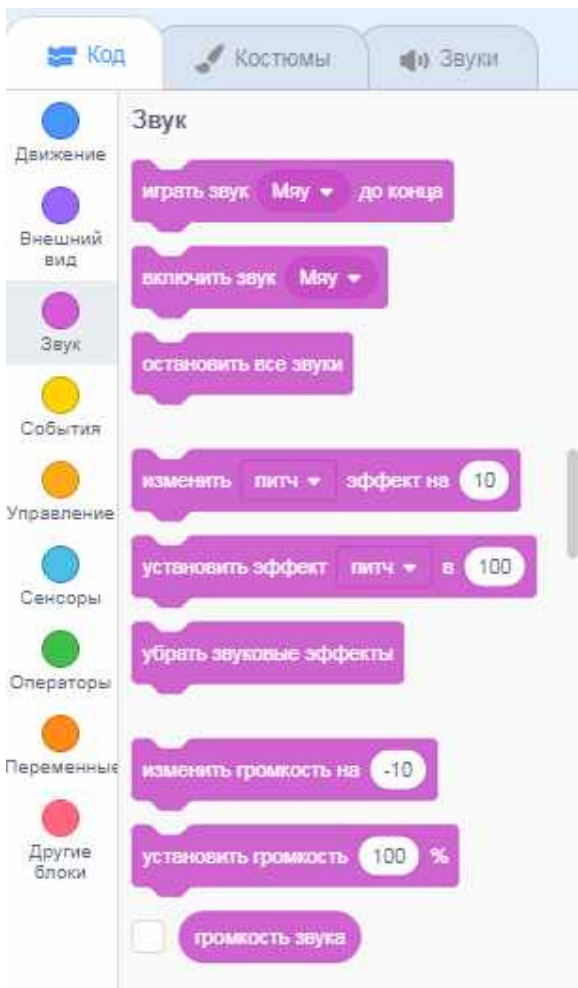 Код
Костюмы
Звуки
Движение
Внешний
вид
Звук
События
Управление
Сенсоры
Операторы
Переменные
Другие
блоки
Звук
играть звук Мяу до конца
включить звук Мяу
остановить все звуки
изменить питч эффект на 10
установить эффект питч в 100
убрать звуковые эффекты
изменить громкость на -10
установить громкость 100 %
громкость звука